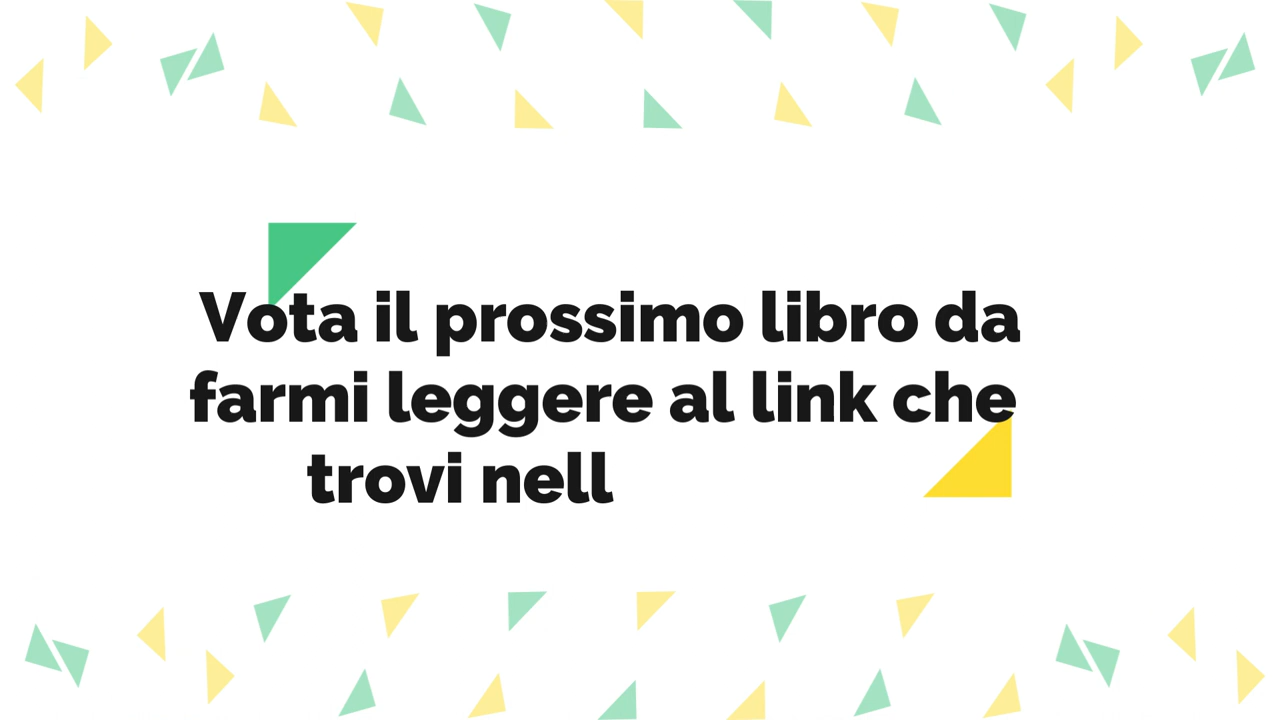 Vota il prossimo libro da
farmi leggere al link che
trovi nell